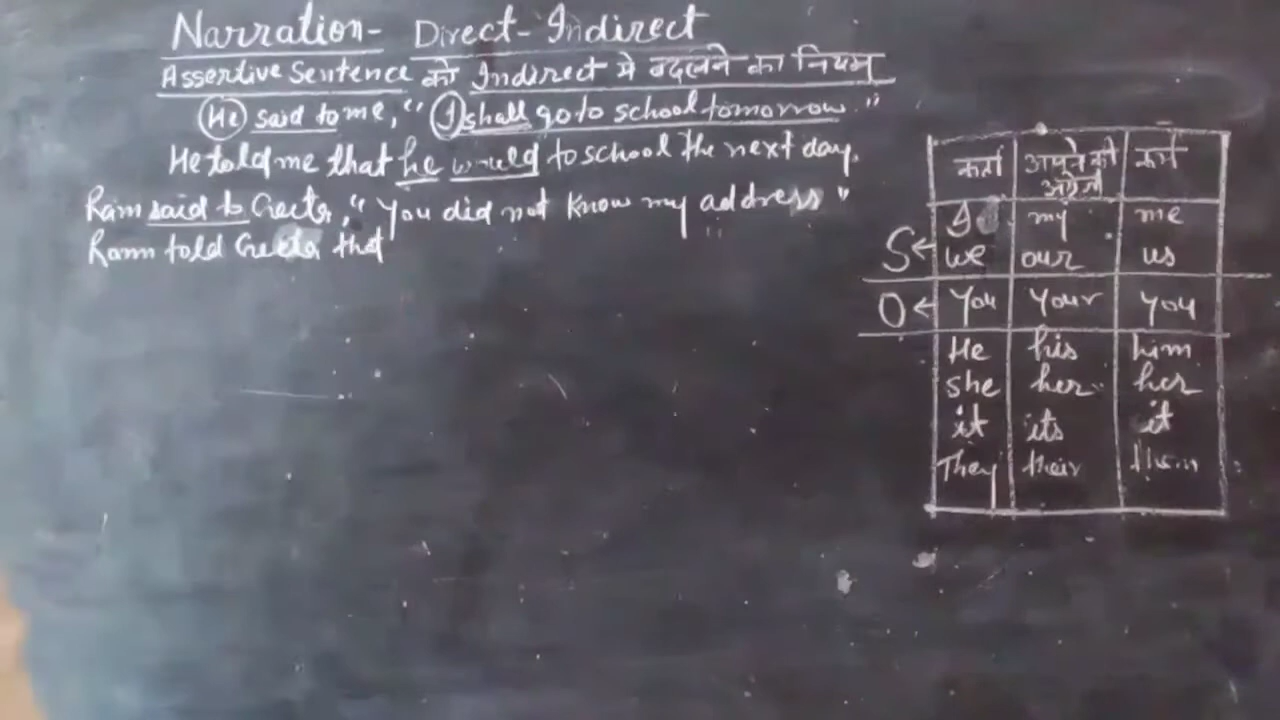 Narration- Direct-Indirect
Assertive Sentence को Indirect मे बदलने का नियम
He said to me, "I shall go to school tomorrow."
He told me that he would to school the next day.
Ram said to Geeta, "You did not know my address"
Ram told Geeta that
कर्ता अपने की कर्म
S← I my me
we our us
O← You Your You
He his him
she her her
it its it
They their them